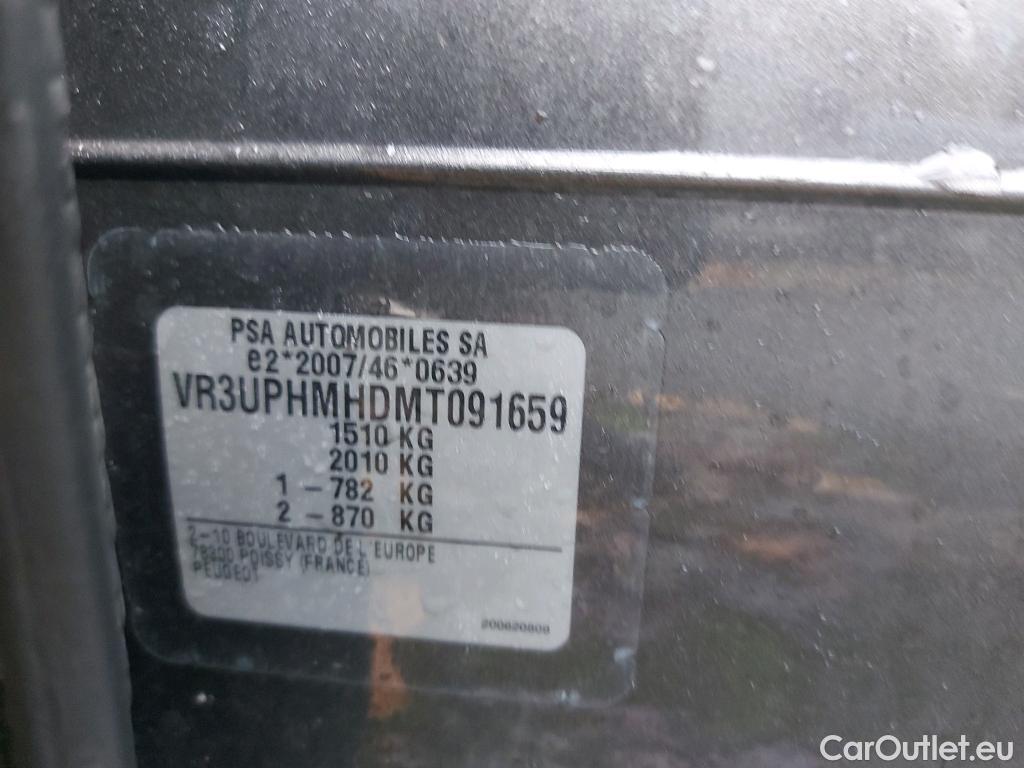 PSA AUTOMOBILES SA
e2*2007/46*0639
VR3UPHMHDMT091659
1510 KG
2010 KG
1 – 782 KG
2 – 870 KG
2–10 BOULEVARD DE L'EUROPE
78300 POISSY (FRANCE)
PEUGEOT
200620809
CarOutlet.eu